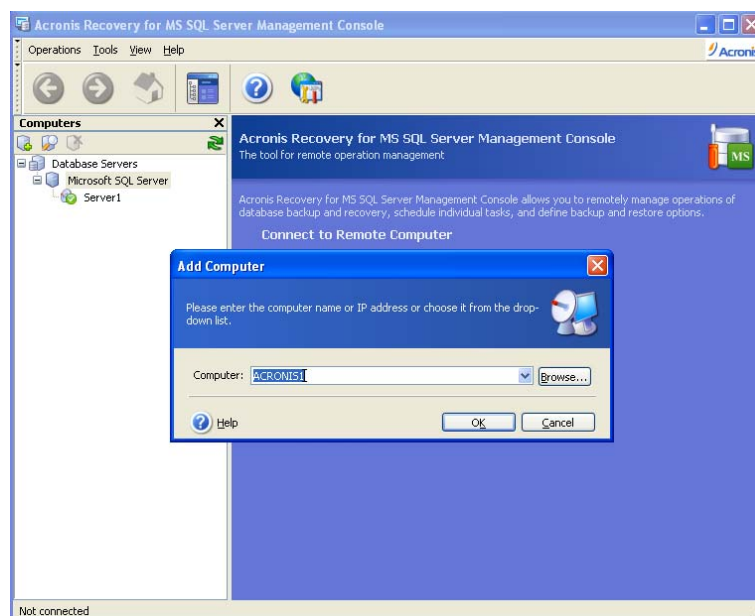 Acronis Recovery for MS SQL Server Management Console
Operations Tools View Help
Acronis
Computers
Database Servers
Microsoft SQL Server
Server1
Acronis Recovery for MS SQL Server Management Console
The tool for remote operation management
MS
Acronis Recovery for MS SQL Server Management Console allows you to remotely manage operations of
database backup and recovery, schedule individual tasks, and define backup and restore options.
Connect to Remote Computer
Add Computer
Please enter the computer name or IP address or choose it from the drop-
down list.
Computer: ACRONIS1 Browse...
Help OK Cancel
Not connected